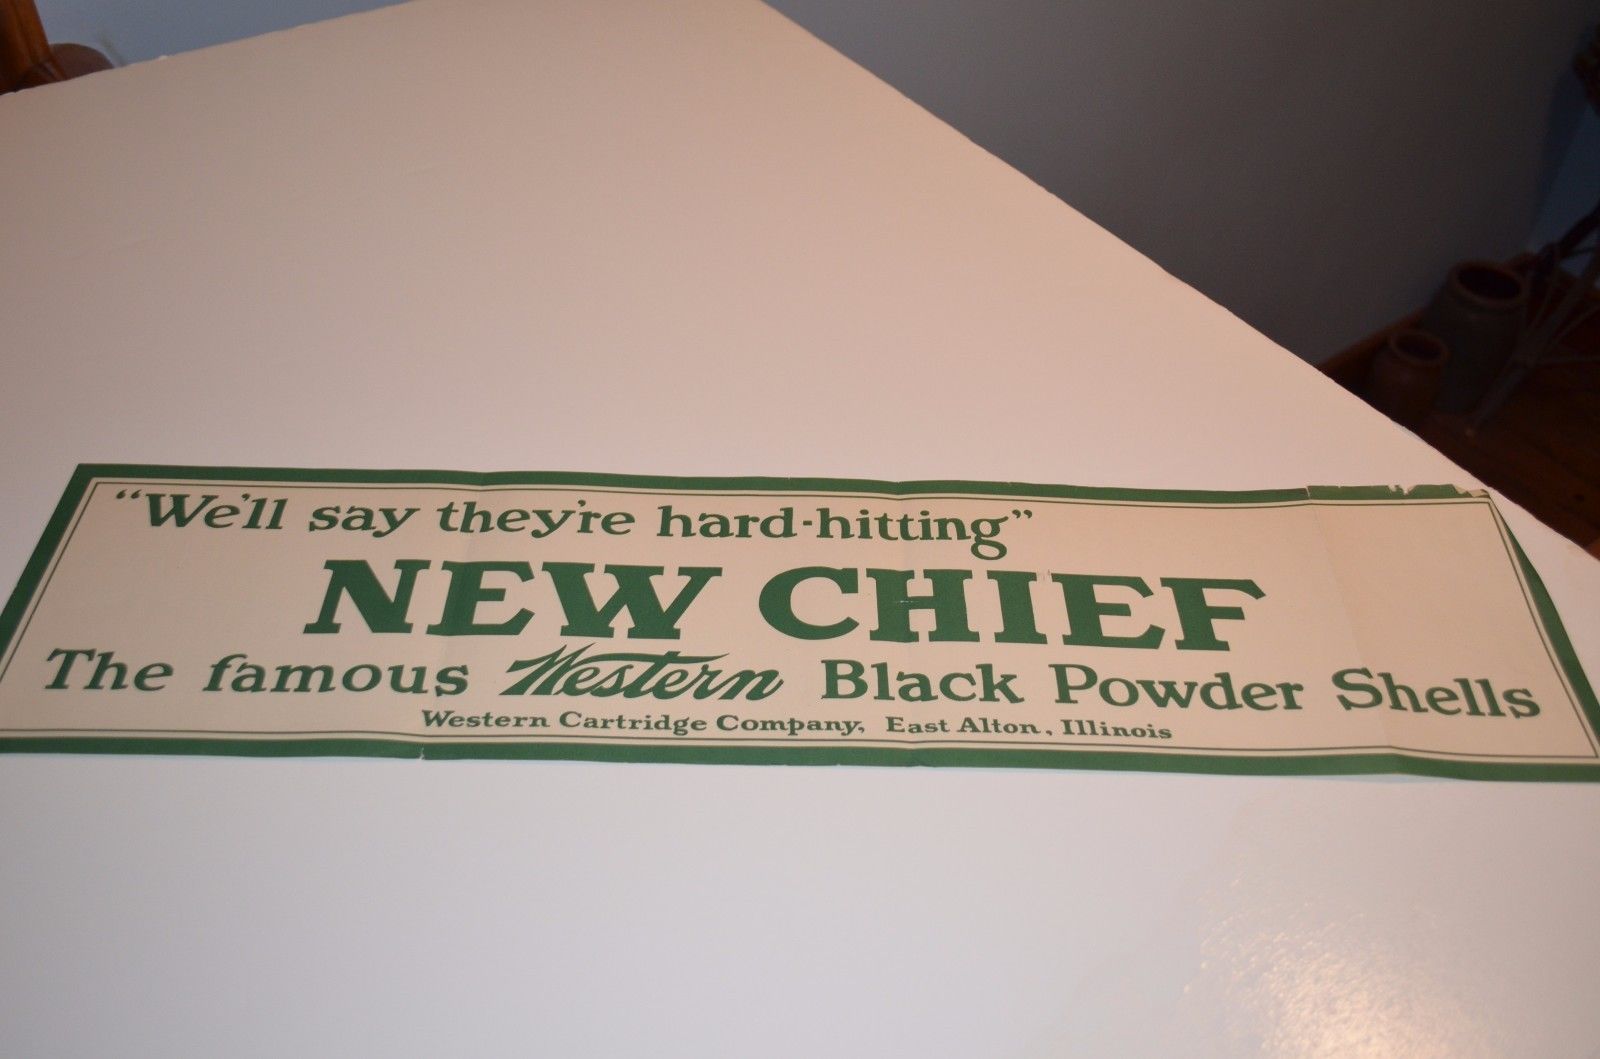 “We'll say they're hard-hitting”
NEW CHIEF
The famous Western Black Powder Shells
Western Cartridge Company, East Alton, Illinois